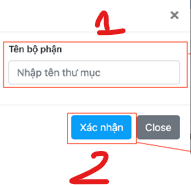 ×
1
Tên bộ phận
Nhập tên thư mục
Xác nhận Close
2